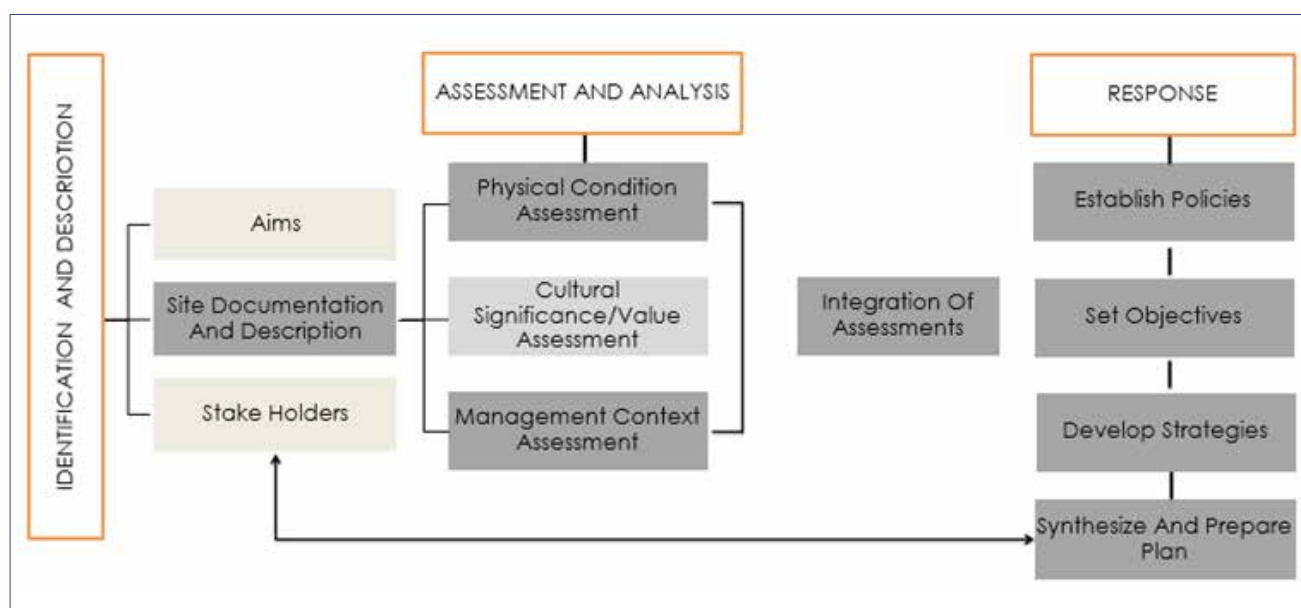 IDENTIFICATION AND DESCRIOTION
Aims
Site Documentation
And Description
Stake Holders
ASSESSMENT AND ANALYSIS
Physical Condition
Assessment
Cultural
Significance/Value
Assessment
Management Context
Assessment
Integration Of
Assessments
RESPONSE
Establish Policies
Set Objectives
Develop Strategies
Synthesize And Prepare
Plan